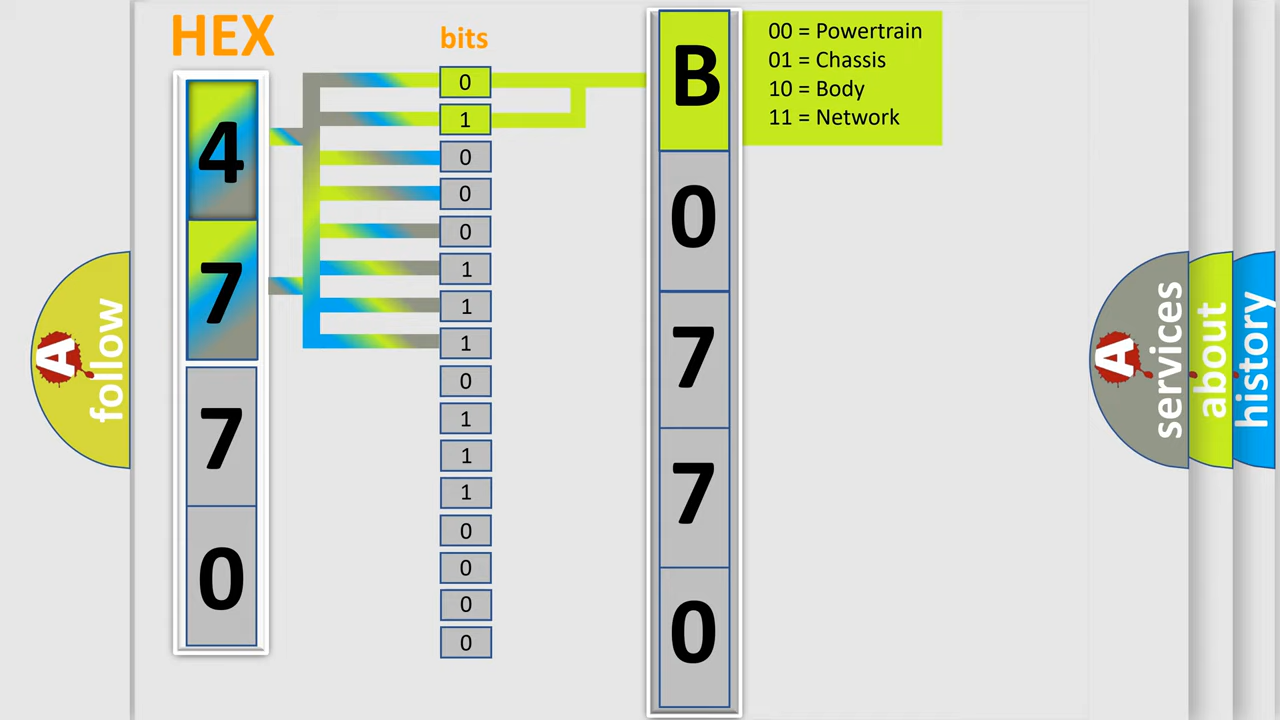 HEX
bits
4
7
7
0
0
1
0
0
0
1
1
1
0
1
1
1
0
0
0
0
B
0
7
7
0
00 = Powertrain
01 = Chassis
10 = Body
11 = Network
A
follow
A
services
about
history